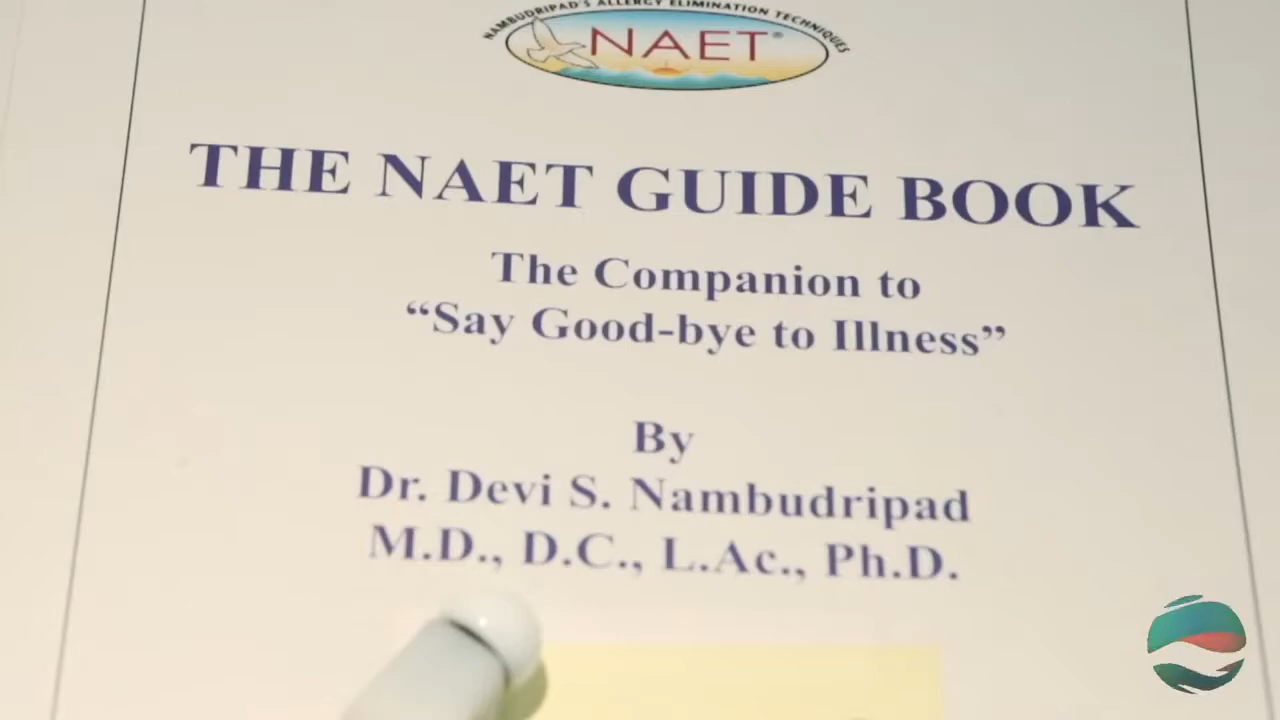 NAMBUDRIPAD'S ALLERGY ELIMINATION TECHNIQUES
NAET®
THE NAET GUIDE BOOK
The Companion to
“Say Good-bye to Illness”
By
Dr. Devi S. Nambudripad
M.D., D.C., L.Ac., Ph.D.